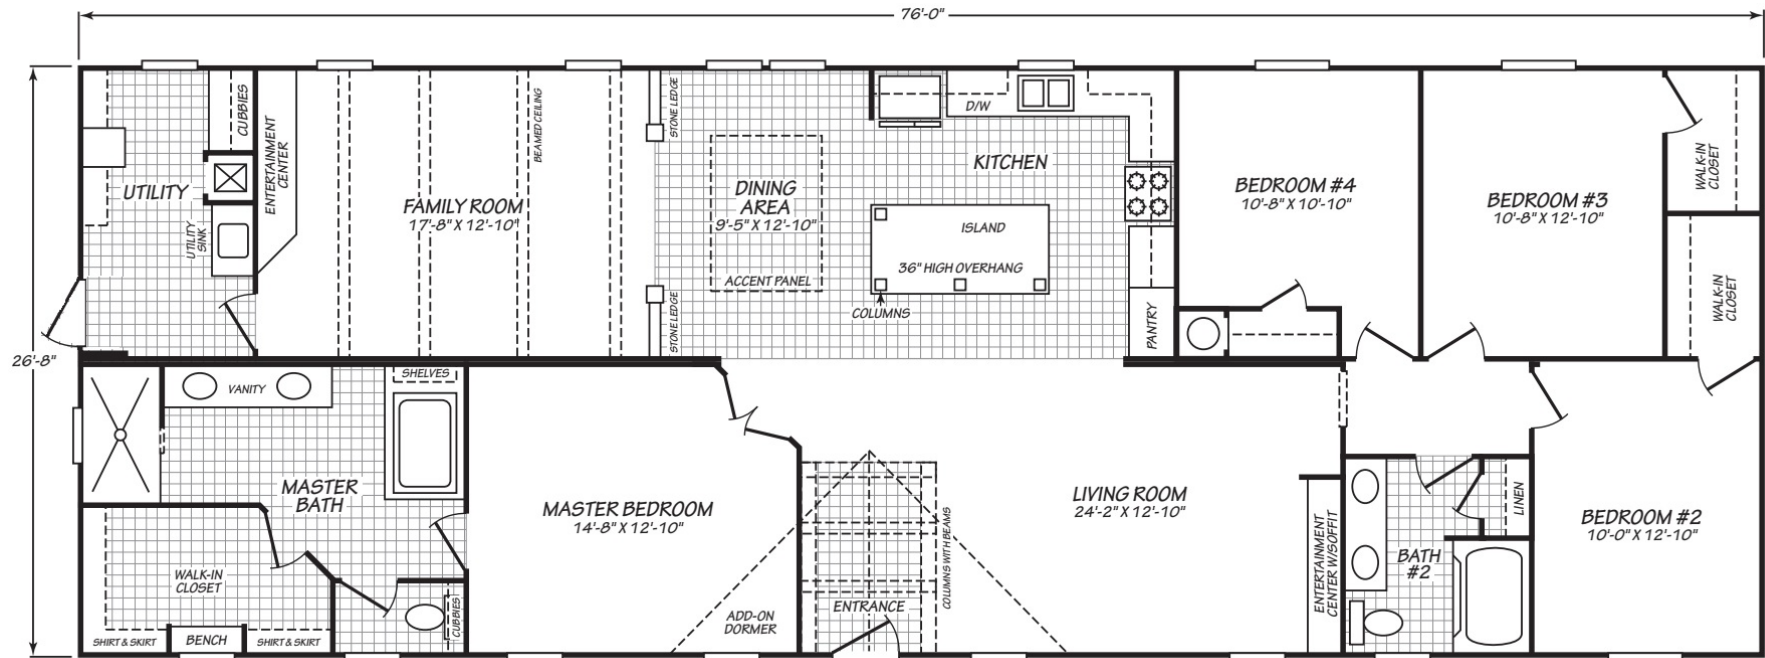 76'-0"
26'-8"
CUBBIES
UTILITY
UTILITY
SINK
ENTERTAINMENT
CENTER
FAMILY ROOM
17'-8" X 12'-10"
BEAMED CEILING
STONE LEDGE
STONE LEDGE
DINING
AREA
9'-5" X 12'-10"
ACCENT PANEL
D/W
KITCHEN
ISLAND
36" HIGH OVERHANG
COLUMNS
PANTRY
BEDROOM #4
10'-8" X 10'-10"
BEDROOM #3
10'-8" X 12'-10"
WALK-IN
CLOSET
WALK-IN
CLOSET
VANITY
SHELVES
MASTER
BATH
WALK-IN
CLOSET
SHIRT & SKIRT
BENCH
SHIRT & SKIRT
CUBBIES
MASTER BEDROOM
14'-8" X 12'-10"
ADD-ON
DORMER
ENTRANCE
COLUMNS WITH BEAMS
LIVING ROOM
24'-2" X 12'-10"
ENTERTAINMENT
CENTER W/SOFFIT
BATH
#2
LINEN
BEDROOM #2
10'-0" X 12'-10"